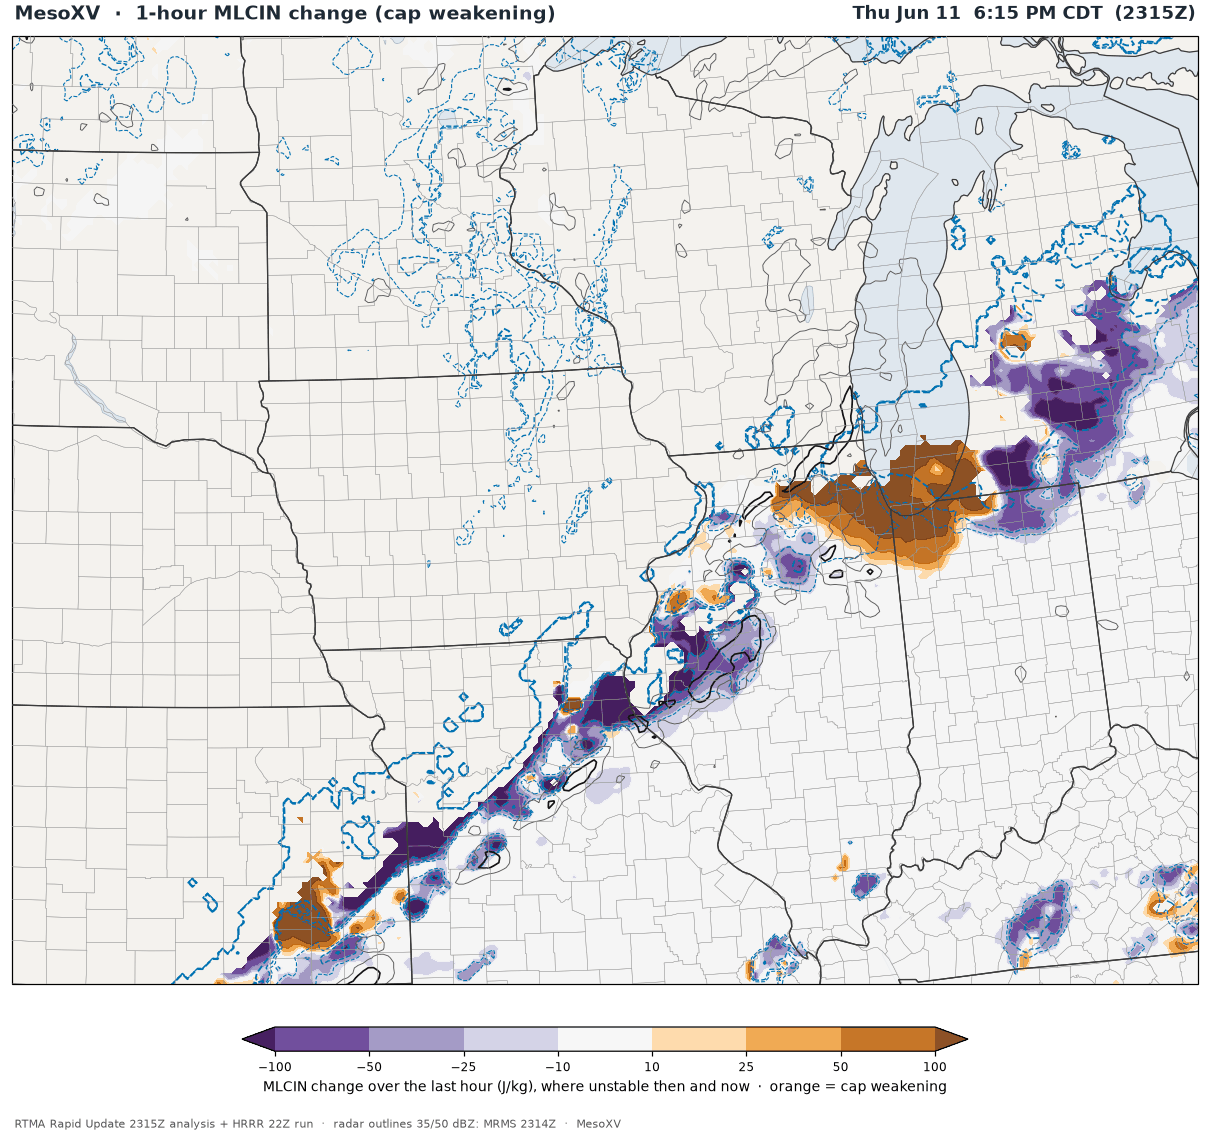 MesoXV · 1-hour MLCIN change (cap weakening)
Thu Jun 11 6:15 PM CDT (2315Z)
−100 −50 −25 −10 10 25 50 100
MLCIN change over the last hour (J/kg), where unstable then and now · orange = cap weakening
RTMA Rapid Update 2315Z analysis + HRRR 22Z run · radar outlines 35/50 dBZ: MRMS 2314Z · MesoXV